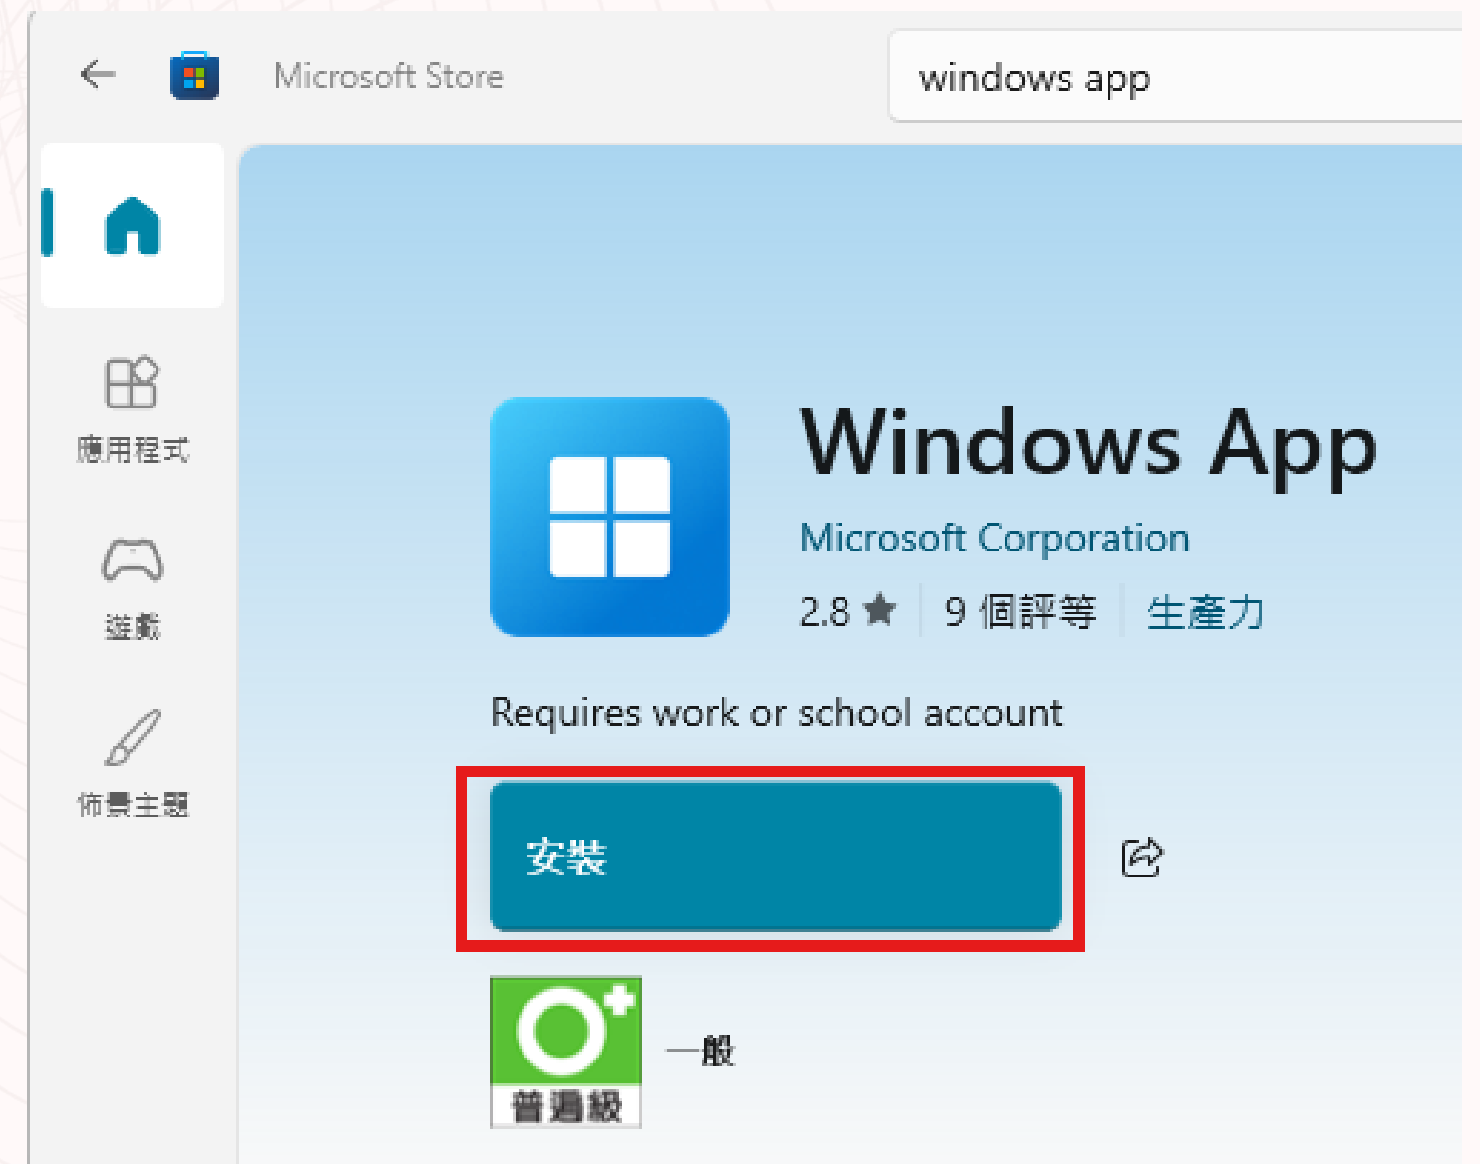 Microsoft Store
windows app
應用程式
遊戲
佈景主題
Windows App
Microsoft Corporation
2.8 ★ 9 個評等 生產力
Requires work or school account
安裝
一般
普遍級